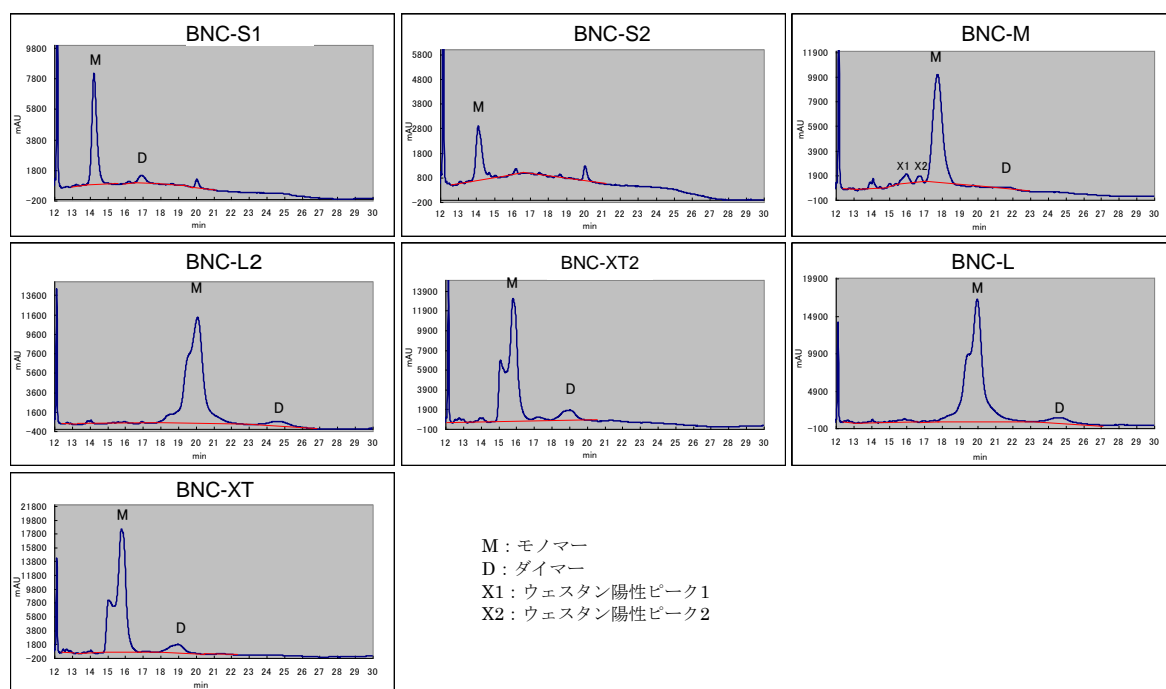 BNC-S1
9800
7800
5800
3800
1800
-200
mAU
M
D
12 13 14 15 16 17 18 19 20 21 22 23 24 25 26 27 28 29 30
min
BNC-S2
5800
4800
3800
2800
1800
800
-200
mAU
M
12 13 14 15 16 17 18 19 20 21 22 23 24 25 26 27 28 29 30
min
BNC-M
11900
9900
7900
5900
3900
1900
-100
mAU
M
X1
X2
D
12 13 14 15 16 17 18 19 20 21 22 23 24 25 26 27 28 29 30
min
BNC-L2
13600
11600
9600
7600
5600
3600
1600
-400
mAU
M
D
12 13 14 15 16 17 18 19 20 21 22 23 24 25 26 27 28 29 30
min
BNC-XT2
13900
11900
9900
7900
5900
3900
1900
-100
mAU
M
D
12 13 14 15 16 17 18 19 20 21 22 23 24 25 26 27 28 29 30
min
BNC-L
19900
14900
9900
4900
-100
mAU
M
D
12 13 14 15 16 17 18 19 20 21 22 23 24 25 26 27 28 29 30
min
BNC-XT
21800
19800
17800
15800
13800
11800
9800
7800
5800
3800
1800
-200
mAU
M
D
12 13 14 15 16 17 18 19 20 21 22 23 24 25 26 27 28 29 30
min
M：モノマー
D：ダイマー
X1：ウェスタン陽性ピーク1
X2：ウェスタン陽性ピーク2